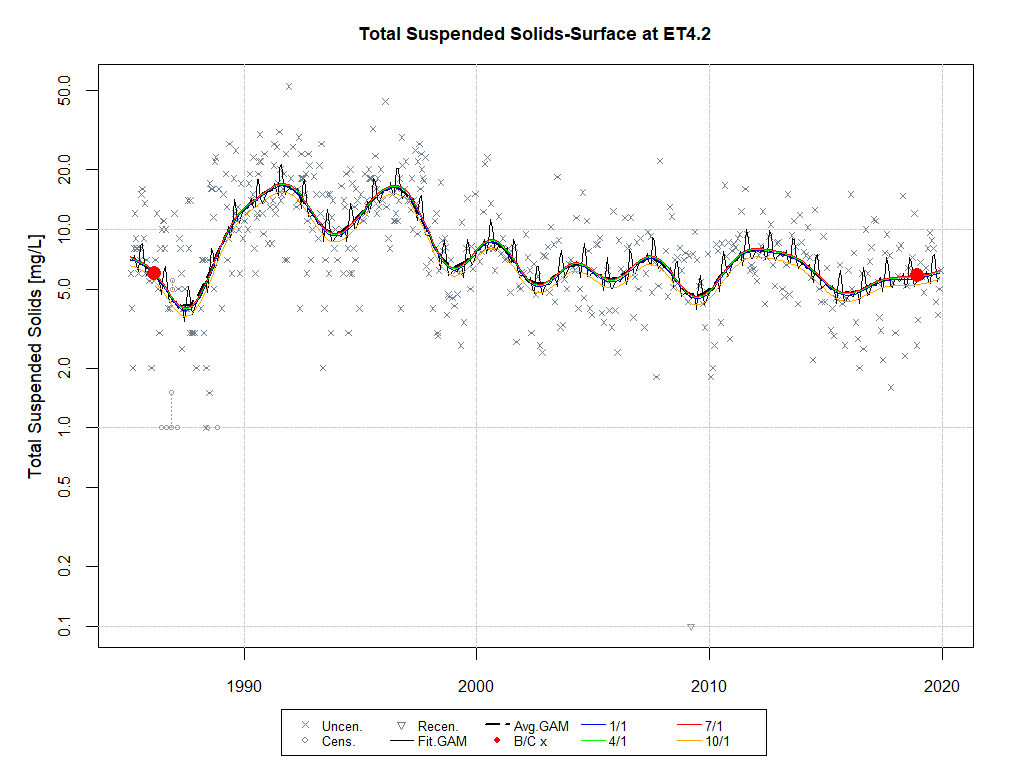 Total Suspended Solids-Surface at ET4.2
Total Suspended Solids [mg/L]
50.0
20.0
10.0
5.0
2.0
1.0
0.5
0.2
0.1
1990 2000 2010 2020
Uncen. Recen. Avg.GAM 1/1 7/1
Cens. Fit.GAM B/C x 4/1 10/1